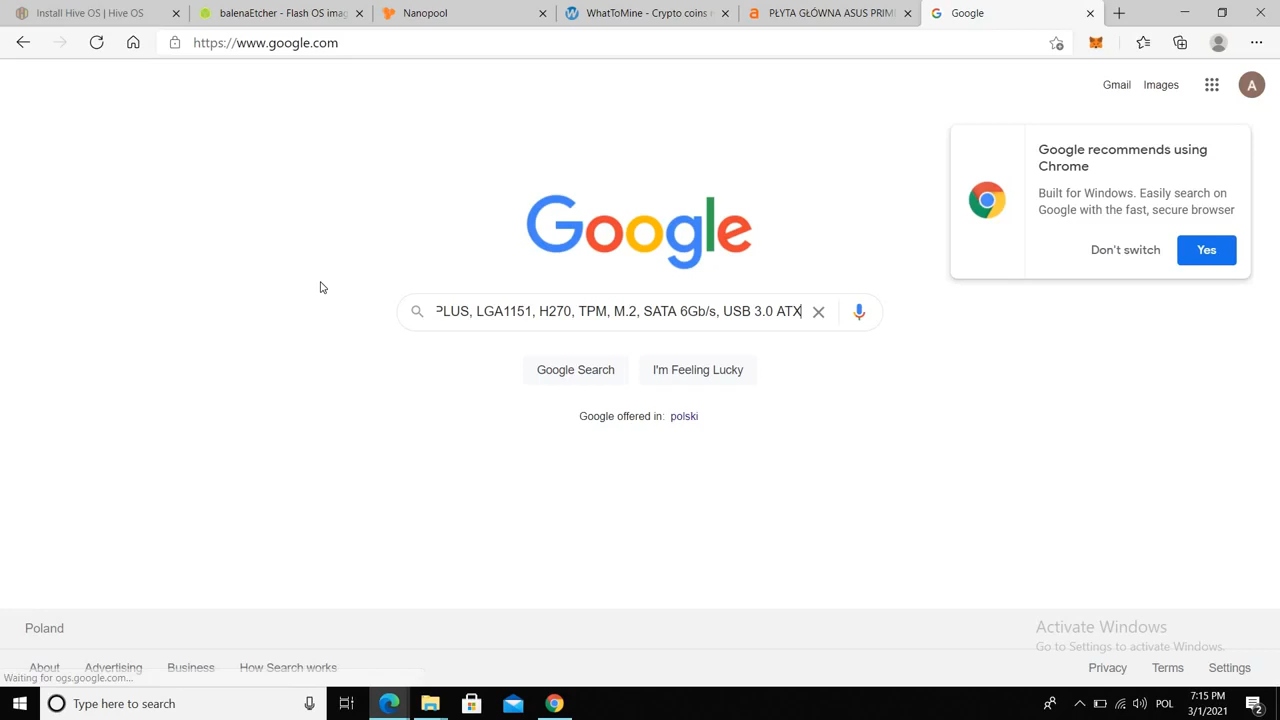 Install Hive OS | Hive OS
balenaEtcher - Flash OS imag
Nanopool
WhatToMine - Crypto coins
PŁYTA GŁÓWNA ASUS PRIM
Google
https://www.google.com
Gmail
Images
A
Google recommends using
Chrome
Built for Windows. Easily search on
Google with the fast, secure browser
Don't switch
Yes
Google
PLUS, LGA1151, H270, TPM, M.2, SATA 6Gb/s, USB 3.0 ATX
Google Search
I'm Feeling Lucky
Google offered in: polski
Poland
Activate Windows
Go to Settings to activate Windows.
About
Advertising
Business
How Search works
Privacy
Terms
Settings
Waiting for ogs.google.com...
Type here to search
POL
7:15 PM
3/1/2021
2